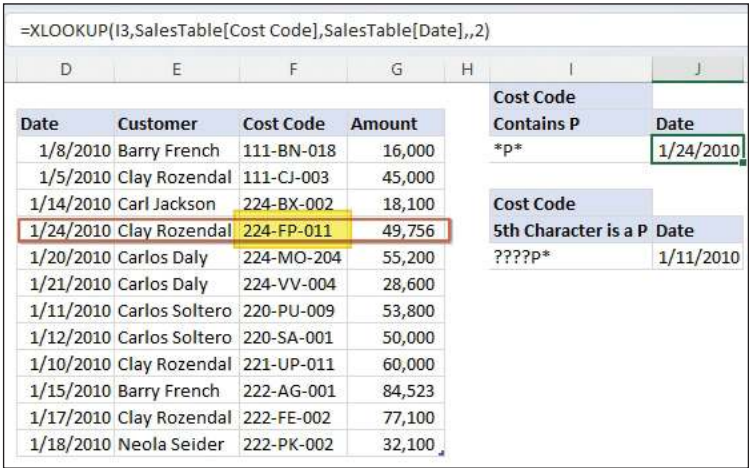 =XLOOKUP(I3,SalesTable[Cost Code],SalesTable[Date],,2)
D E F G H I J
Cost Code
Date Customer Cost Code Amount Contains P Date
1/8/2010 Barry French 111-BN-018 16,000 *P* 1/24/2010
1/5/2010 Clay Rozendal 111-CJ-003 45,000
1/14/2010 Carl Jackson 224-BX-002 18,100 Cost Code
1/24/2010 Clay Rozendal 224-FP-011 49,756 5th Character is a P Date
1/20/2010 Carlos Daly 224-MO-204 55,200 ????P* 1/11/2010
1/21/2010 Carlos Daly 224-VV-004 28,600
1/11/2010 Carlos Soltero 220-PU-009 53,800
1/12/2010 Carlos Soltero 220-SA-001 50,000
1/10/2010 Clay Rozendal 221-UP-011 60,000
1/15/2010 Barry French 222-AG-001 84,523
1/17/2010 Clay Rozendal 222-FE-002 77,100
1/18/2010 Neola Seider 222-PK-002 32,100